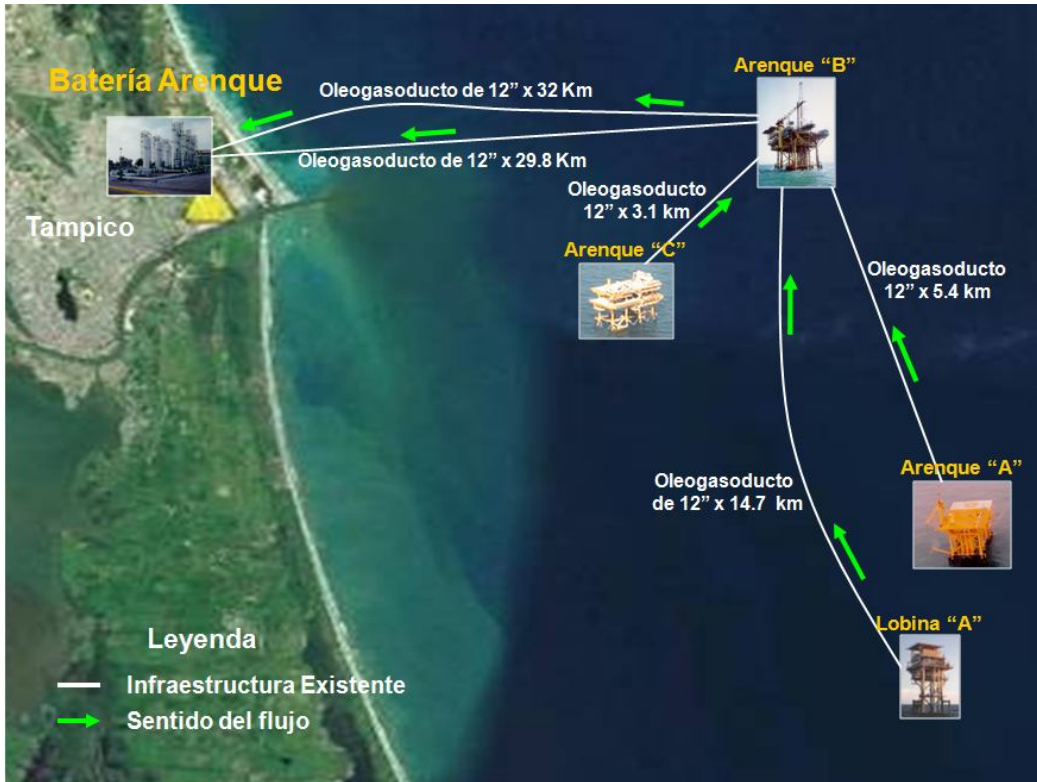 Batería Arenque
Arenque “B”
Oleogasoducto de 12” x 32 Km
Oleogasoducto de 12” x 29.8 Km
Oleogasoducto
12” x 3.1 km
Tampico
Arenque “C”
Oleogasoducto
12” x 5.4 km
Arenque “A”
Oleogasoducto
de 12” x 14.7 km
Lobina “A”
Leyenda
Infraestructura Existente
Sentido del flujo